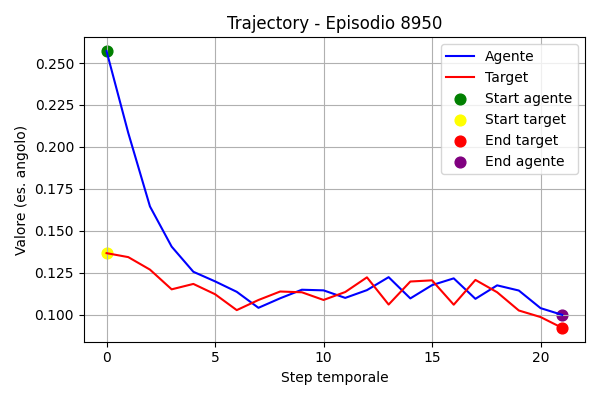 Trajectory - Episodio 8950
Agente
Target
Start agente
Start target
End target
End agente
Valore (es. angolo)
0.250
0.225
0.200
0.175
0.150
0.125
0.100
0 5 10 15 20
Step temporale